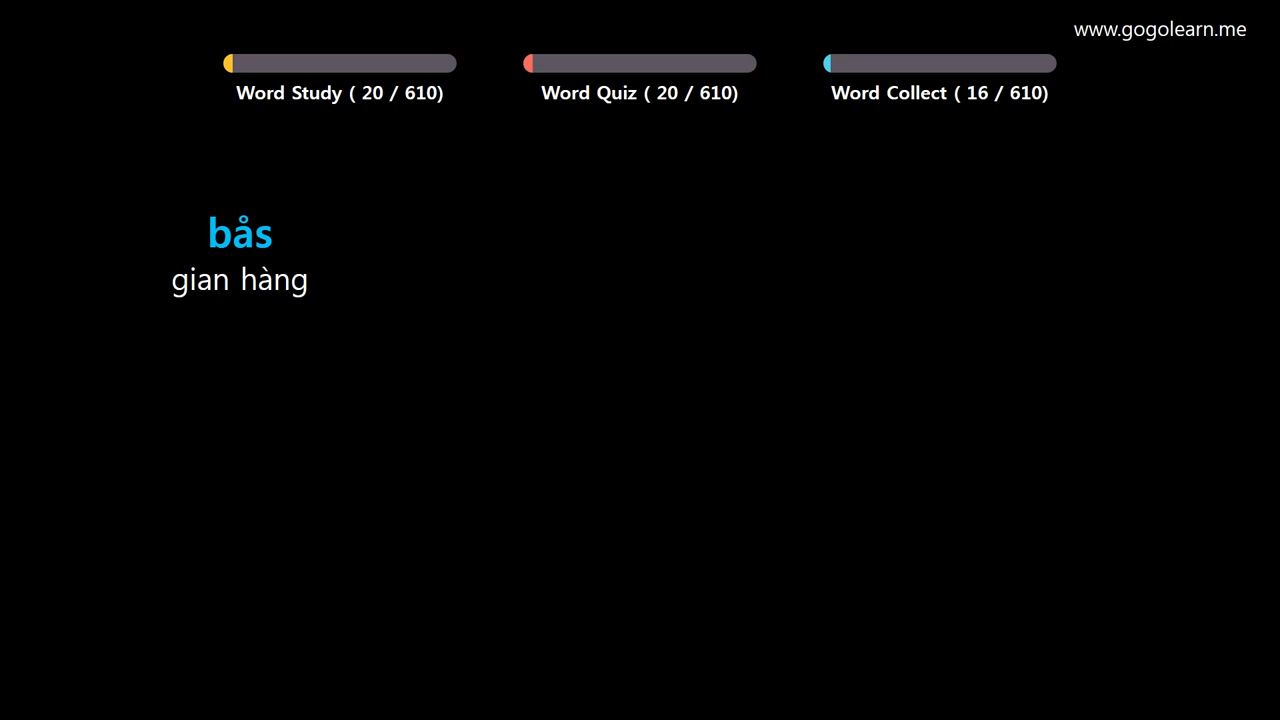 www.gogolearn.me
Word Study ( 20 / 610)
Word Quiz ( 20 / 610)
Word Collect ( 16 / 610)
bås
gian hàng